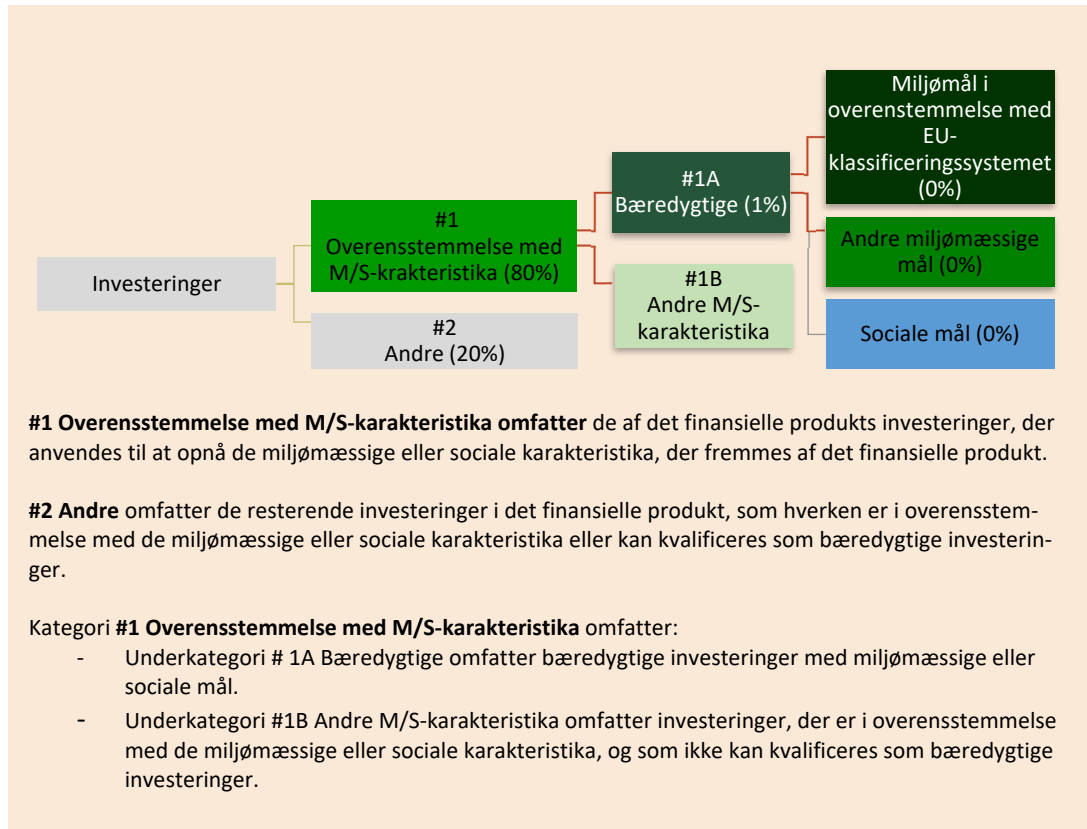 Investeringer
#1
Overensstemmelse med
M/S-krakteristika (80%)
#2
Andre (20%)
#1A
Bæredygtige (1%)
#1B
Andre M/S-
karakteristika
Miljømål i
overenstemmelse med
EU-
klassificeringssystemet
(0%)
Andre miljømæssige
mål (0%)
Sociale mål (0%)
#1 Overensstemmelse med M/S-karakteristika omfatter de af det finansielle produkts investeringer, der
anvendes til at opnå de miljømæssige eller sociale karakteristika, der fremmes af det finansielle produkt.
#2 Andre omfatter de resterende investeringer i det finansielle produkt, som hverken er i overensstem-
melse med de miljømæssige eller sociale karakteristika eller kan kvalificeres som bæredygtige investerin-
ger.
Kategori #1 Overensstemmelse med M/S-karakteristika omfatter:
- Underkategori # 1A Bæredygtige omfatter bæredygtige investeringer med miljømæssige eller
sociale mål.
- Underkategori #1B Andre M/S-karakteristika omfatter investeringer, der er i overensstemmelse
med de miljømæssige eller sociale karakteristika, og som ikke kan kvalificeres som bæredygtige
investeringer.